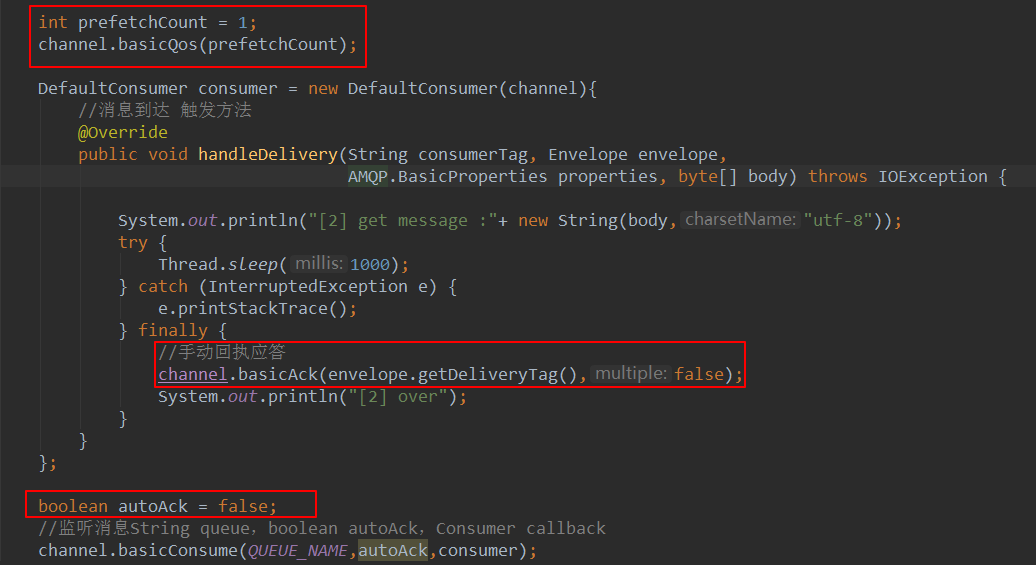 int prefetchCount = 1;
channel.basicQos(prefetchCount);
DefaultConsumer consumer = new DefaultConsumer(channel){
//消息到达 触发方法
@Override
public void handleDelivery(String consumerTag, Envelope envelope,
AMQP.BasicProperties properties, byte[] body) throws IOException {
System.out.println("[2] get message :"+ new String(body, charsetName: "utf-8"));
try {
Thread.sleep( millis: 1000);
} catch (InterruptedException e) {
e.printStackTrace();
} finally {
//手动回执应答
channel.basicAck(envelope.getDeliveryTag(), multiple: false);
System.out.println("[2] over");
}
}
};
boolean autoAck = false;
//监听消息String queue，boolean autoAck，Consumer callback
channel.basicConsume(QUEUE_NAME,autoAck,consumer);